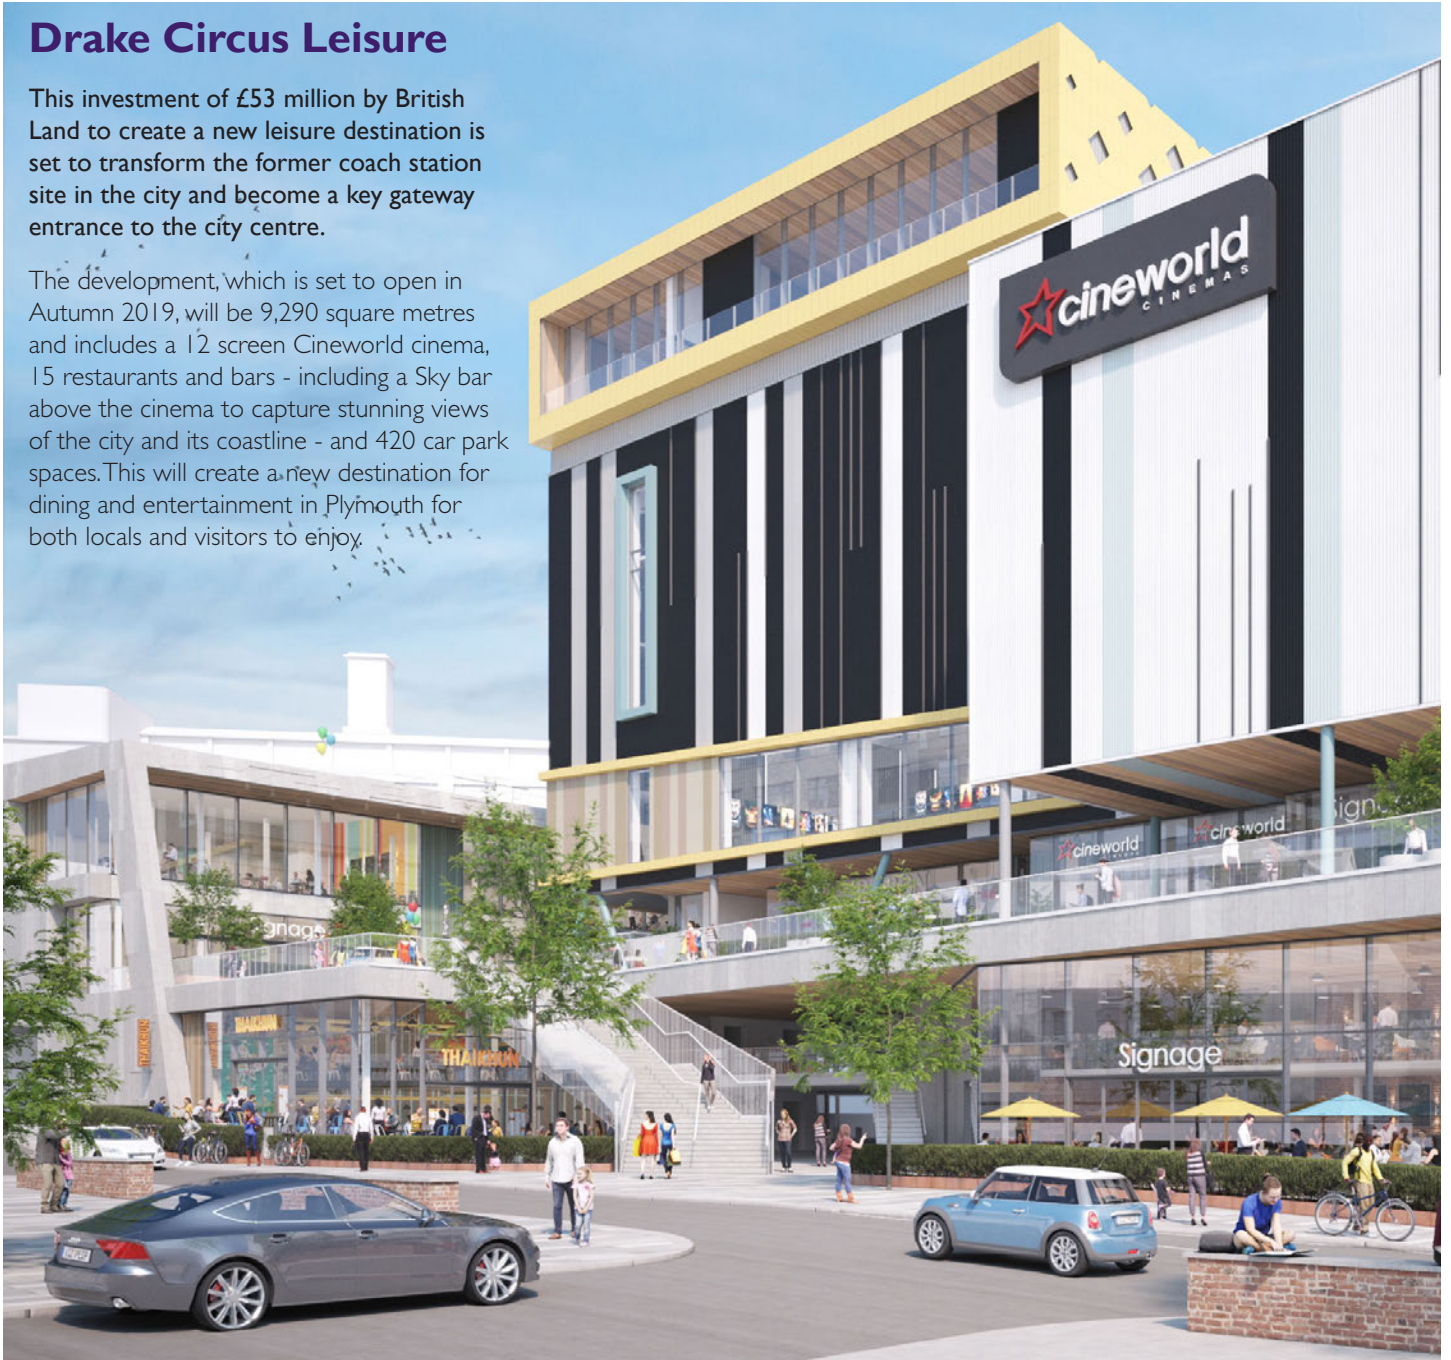 Drake Circus Leisure
This investment of £53 million by British
Land to create a new leisure destination is
set to transform the former coach station
site in the city and become a key gateway
entrance to the city centre.
The development, which is set to open in
Autumn 2019, will be 9,290 square metres
and includes a 12 screen Cineworld cinema,
15 restaurants and bars - including a Sky bar
above the cinema to capture stunning views
of the city and its coastline - and 420 car park
spaces. This will create a new destination for
dining and entertainment in Plymouth for
both locals and visitors to enjoy.
cineworld
CINEMAS
cineworld
cineworld
Sign
gnage
THAIKHUN
THAIKHUN
THAIKHUN
Signage